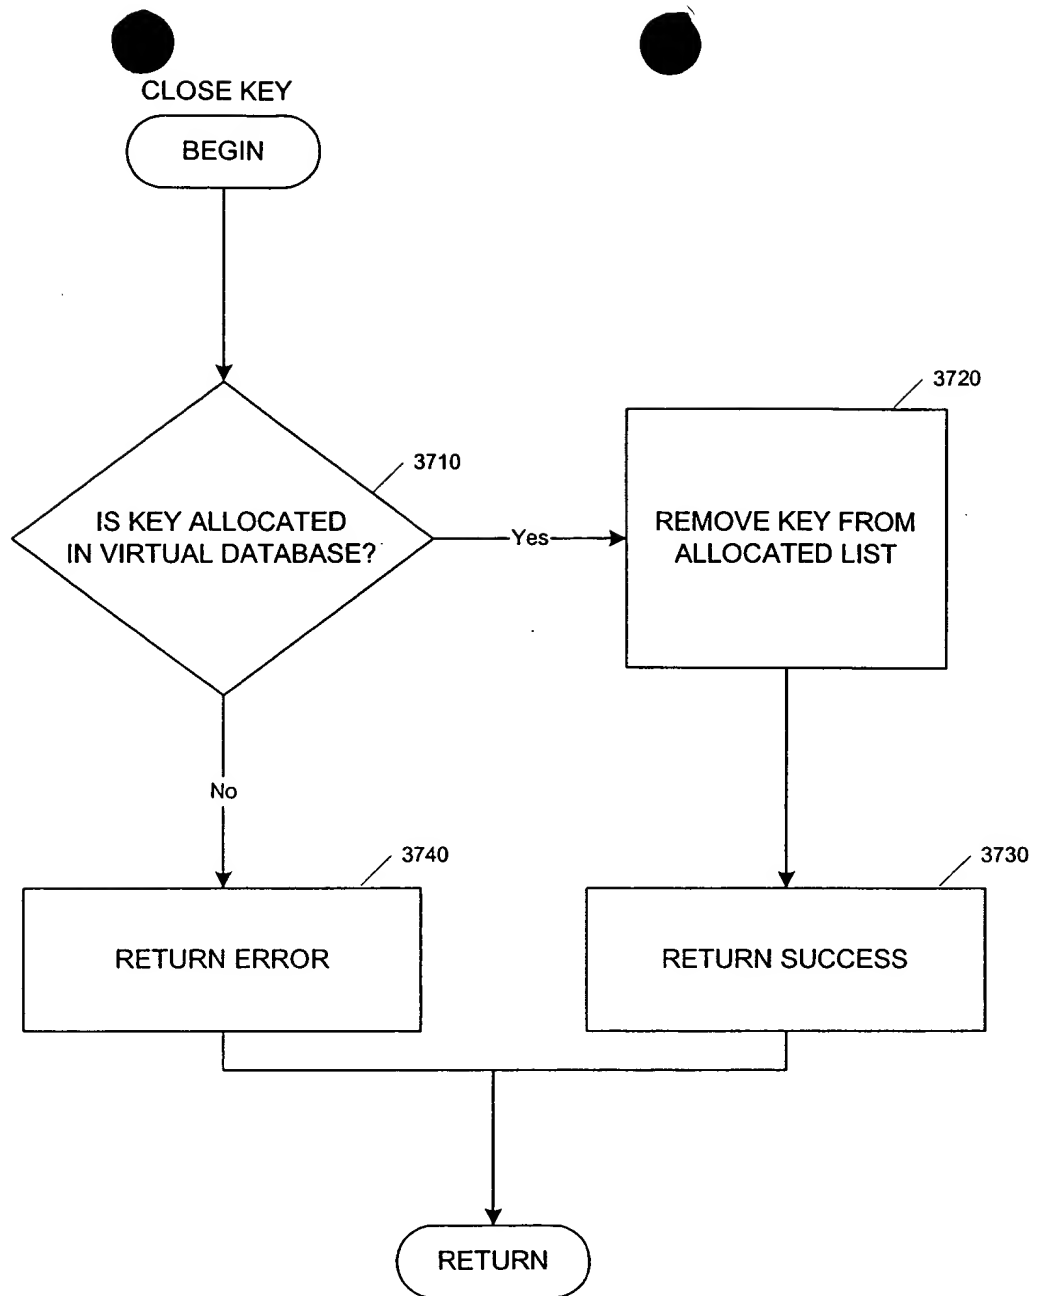 CLOSE KEY
BEGIN
3720
3710
IS KEY ALLOCATED
IN VIRTUAL DATABASE?
Yes
REMOVE KEY FROM
ALLOCATED LIST
No
3740
3730
RETURN ERROR
RETURN SUCCESS
RETURN